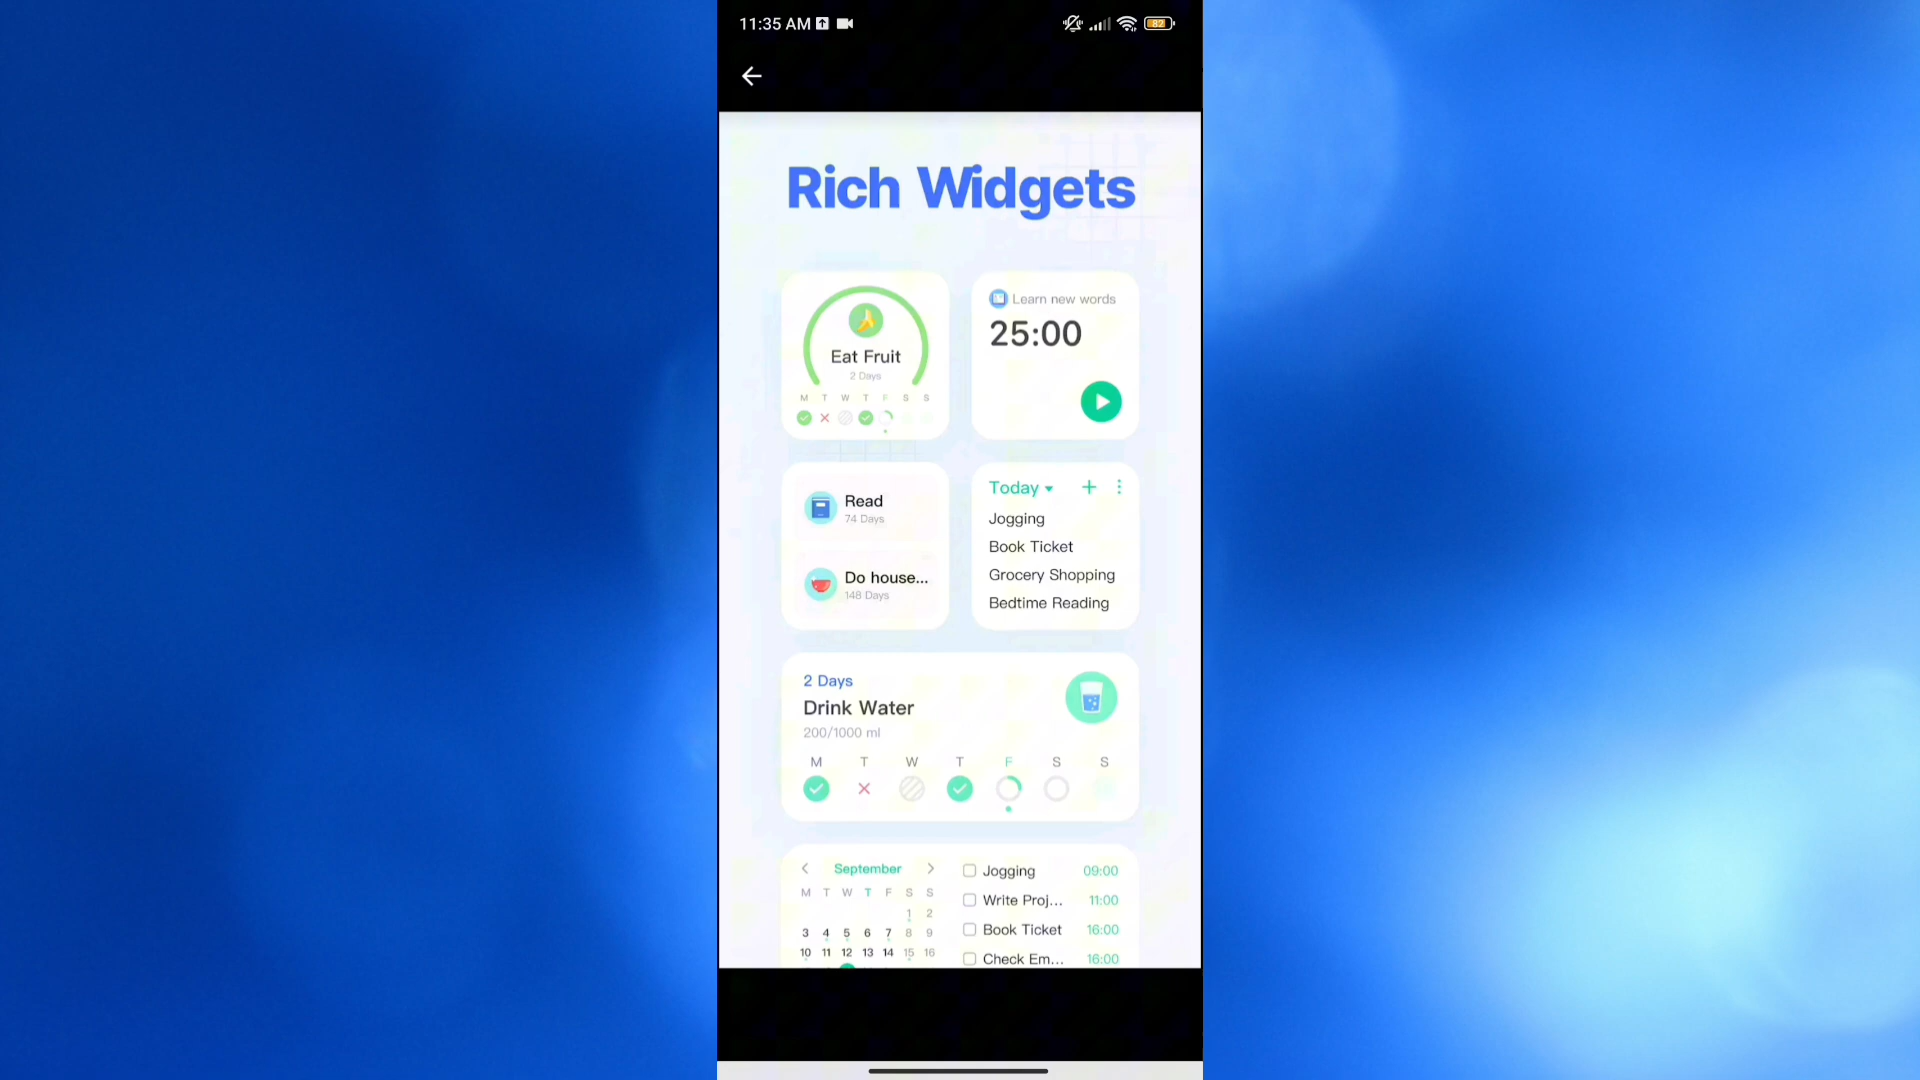 11:35 AM
82
Rich Widgets
Eat Fruit
2 Days
M T W T F S S
Learn new words
25:00
Read
74 Days
Do house...
148 Days
Today
Jogging
Book Ticket
Grocery Shopping
Bedtime Reading
2 Days
Drink Water
200/1000 ml
M T W T F S S
September
M T W T F S S
1 2
3 4 5 6 7 8 9
10 11 12 13 14 15 16
Jogging 09:00
Write Proj... 11:00
Book Ticket 16:00
Check Em... 16:00